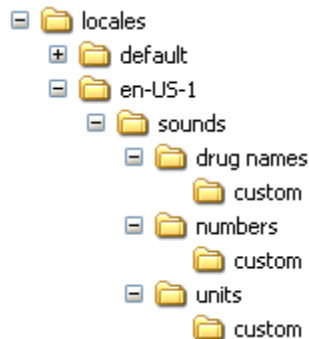 locales
default
en-US-1
sounds
drug names
custom
numbers
custom
units
custom